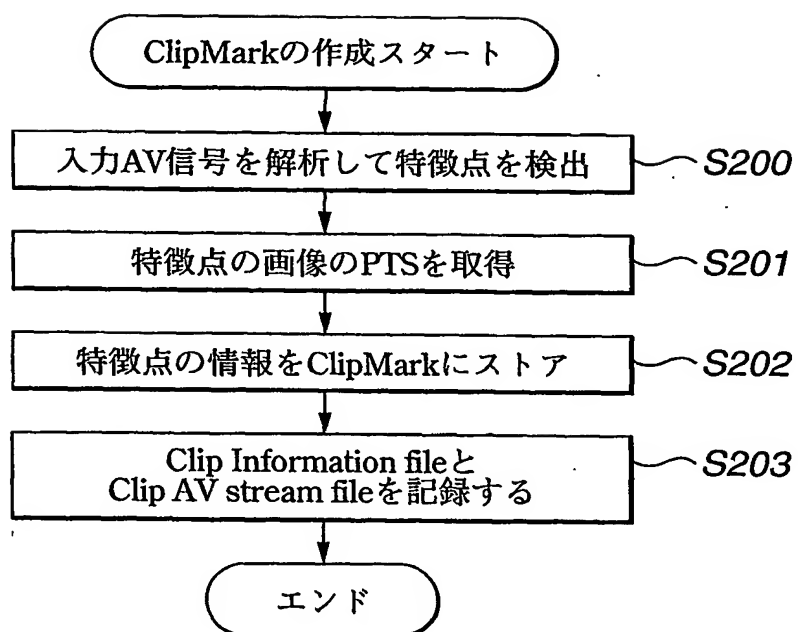 ClipMarkの作成スタート
入力AV信号を解析して特徴点を検出
S200
特徴点の画像のPTSを取得
S201
特徴点の情報をClipMarkにストア
S202
Clip Information fileと
Clip AV stream fileを記録する
S203
エンド